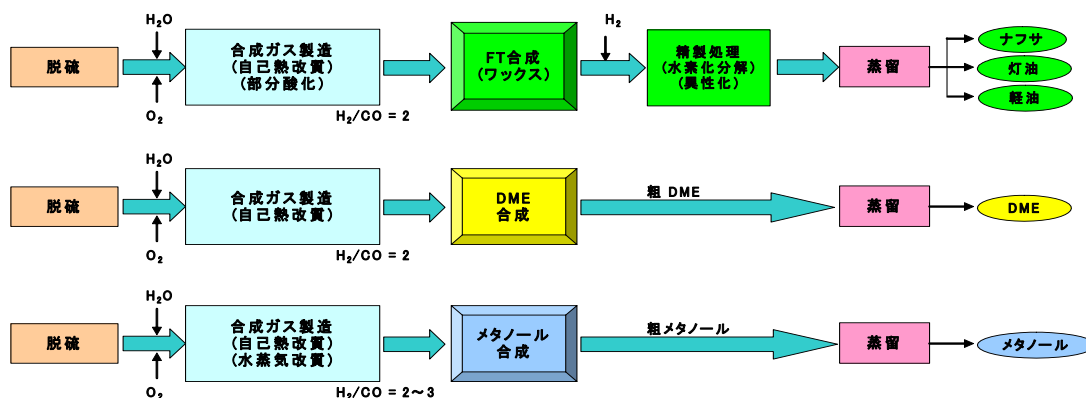 H₂O
脱硫
O₂
合成ガス製造
(自己熱改質)
(部分酸化)
H₂/CO = 2
FT合成
(ワックス)
H₂
精製処理
(水素化分解)
(異性化)
蒸留
ナフサ
灯油
軽油
H₂O
脱硫
O₂
合成ガス製造
(自己熱改質)
H₂/CO = 2
DME
合成
粗 DME
蒸留
DME
H₂O
脱硫
O₂
合成ガス製造
(自己熱改質)
(水蒸気改質)
H₂/CO = 2～3
メタノール
合成
粗メタノール
蒸留
メタノール